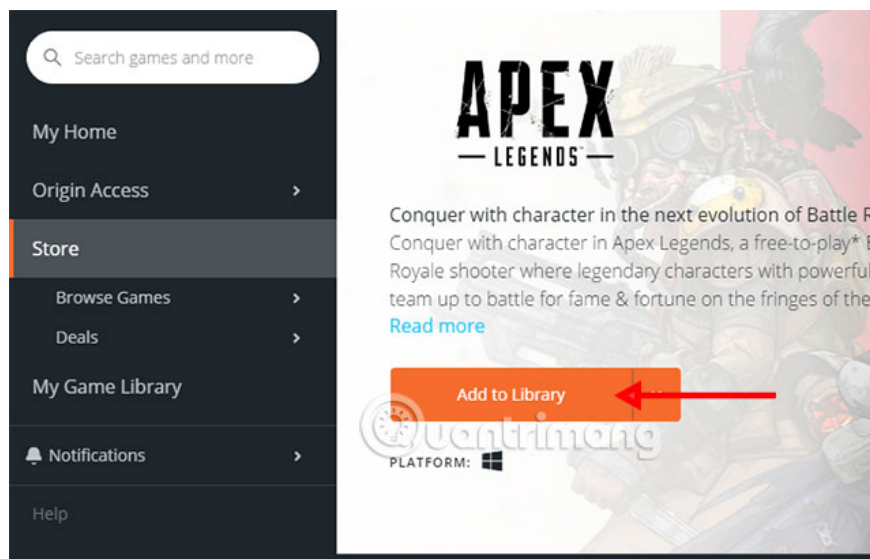 Search games and more
My Home
Origin Access
Store
Browse Games
Deals
My Game Library
Notifications
Help
APEX
LEGENDS™
Conquer with character in the next evolution of Battle R
Conquer with character in Apex Legends, a free-to-play*
Royale shooter where legendary characters with powerful
team up to battle for fame & fortune on the fringes of the
Read more
Add to Library
Quantrimang
PLATFORM: